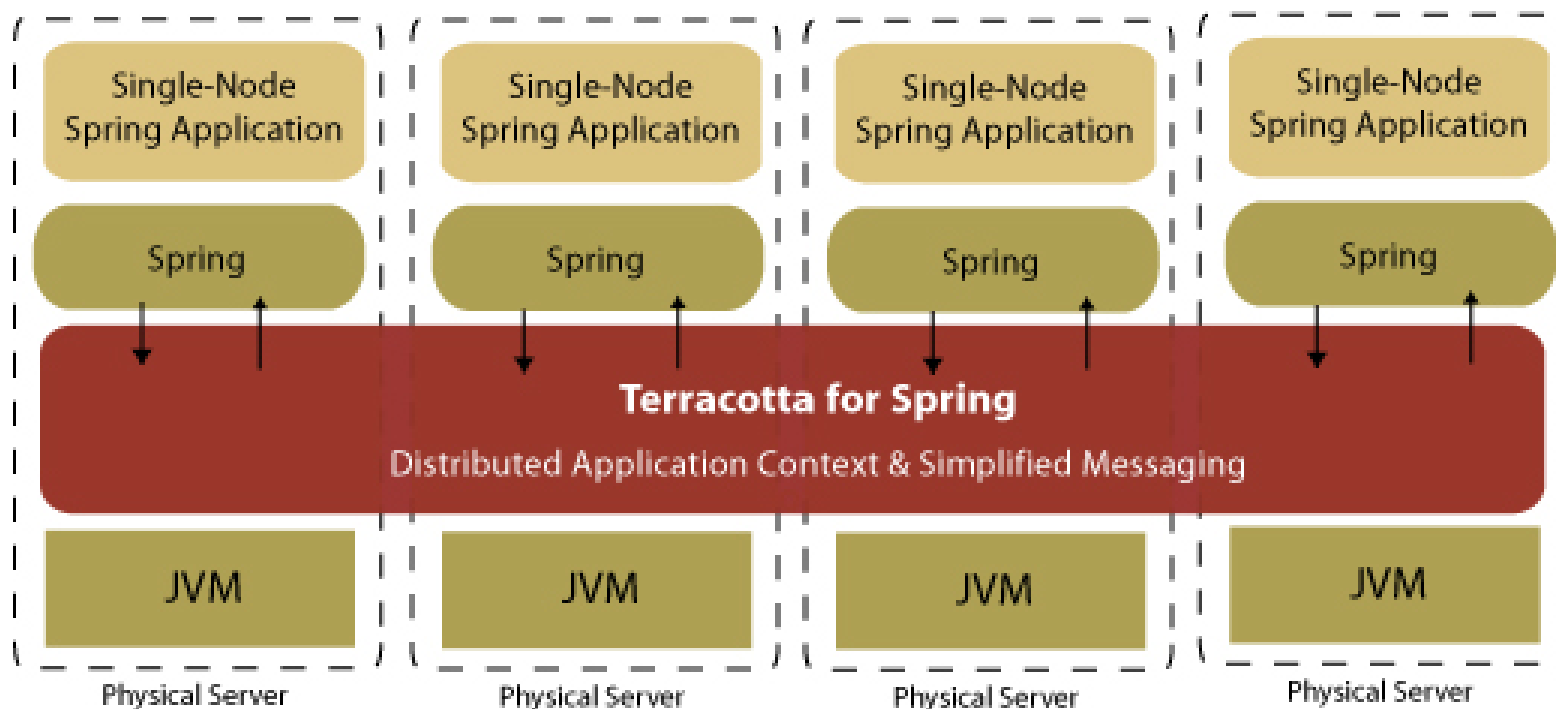 Single-Node
Spring Application
Single-Node
Spring Application
Single-Node
Spring Application
Single-Node
Spring Application
Spring
Spring
Spring
Spring
Terracotta for Spring
Distributed Application Context & Simplified Messaging
JVM
JVM
JVM
JVM
Physical Server
Physical Server
Physical Server
Physical Server